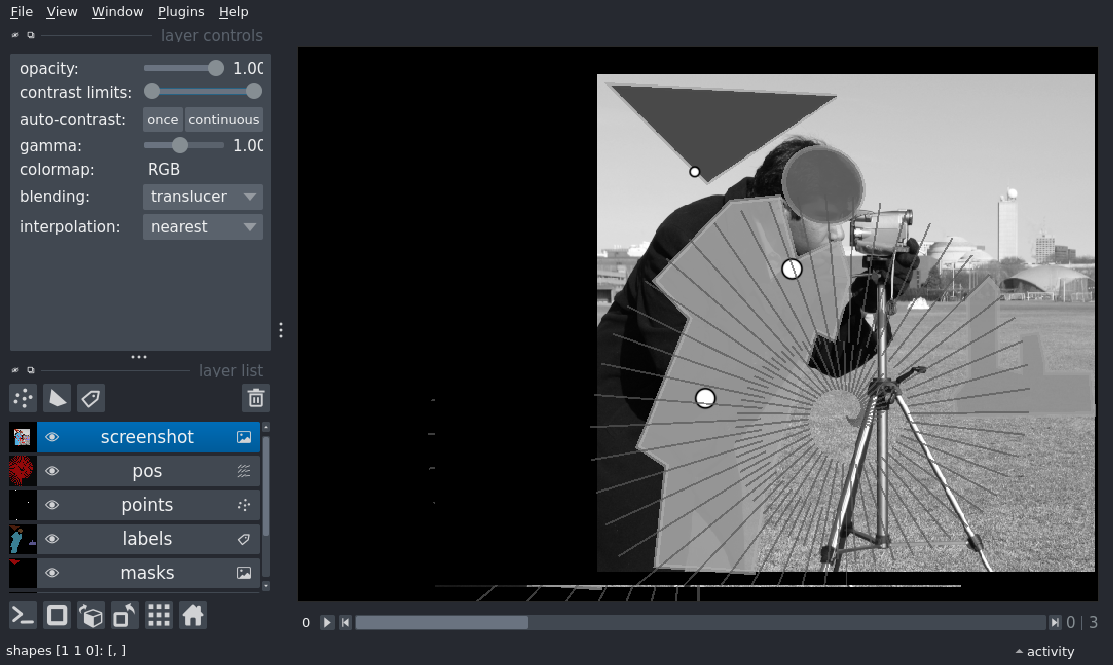 File View Window Plugins Help
layer controls
opacity: 1.00
contrast limits:
auto-contrast: once continuous
gamma: 1.00
colormap: RGB
blending: translucer
interpolation: nearest
layer list
screenshot
pos
points
labels
masks
0 0 | 3
shapes [1 1 0]: [, ] activity